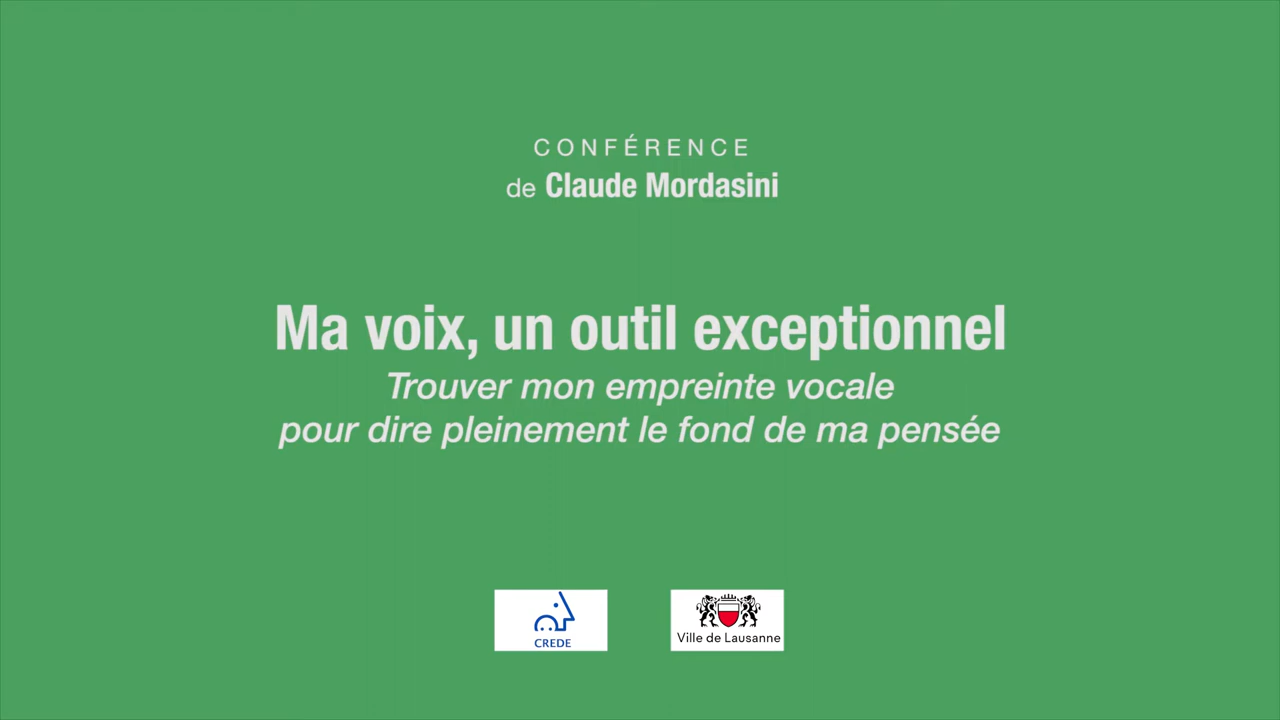 CONFÉRENCE
de Claude Mordasini
Ma voix, un outil exceptionnel
Trouver mon empreinte vocale
pour dire pleinement le fond de ma pensée
CREDE
Ville de Lausanne